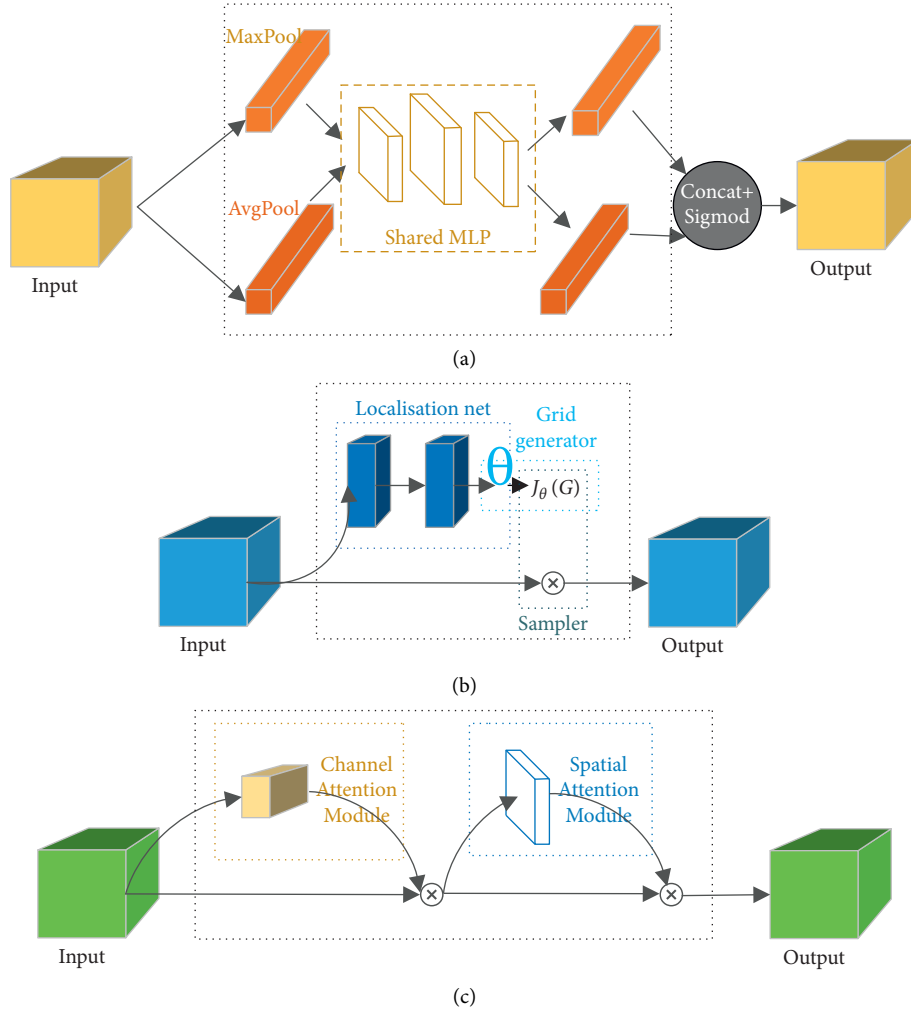 MaxPool
AvgPool
Shared MLP
Concat+
Sigmod
Input
Output
(a)
Localisation net
Grid
generator
θ
J_θ (G)
Sampler
Input
Output
(b)
Channel
Attention
Module
Spatial
Attention
Module
Input
Output
(c)